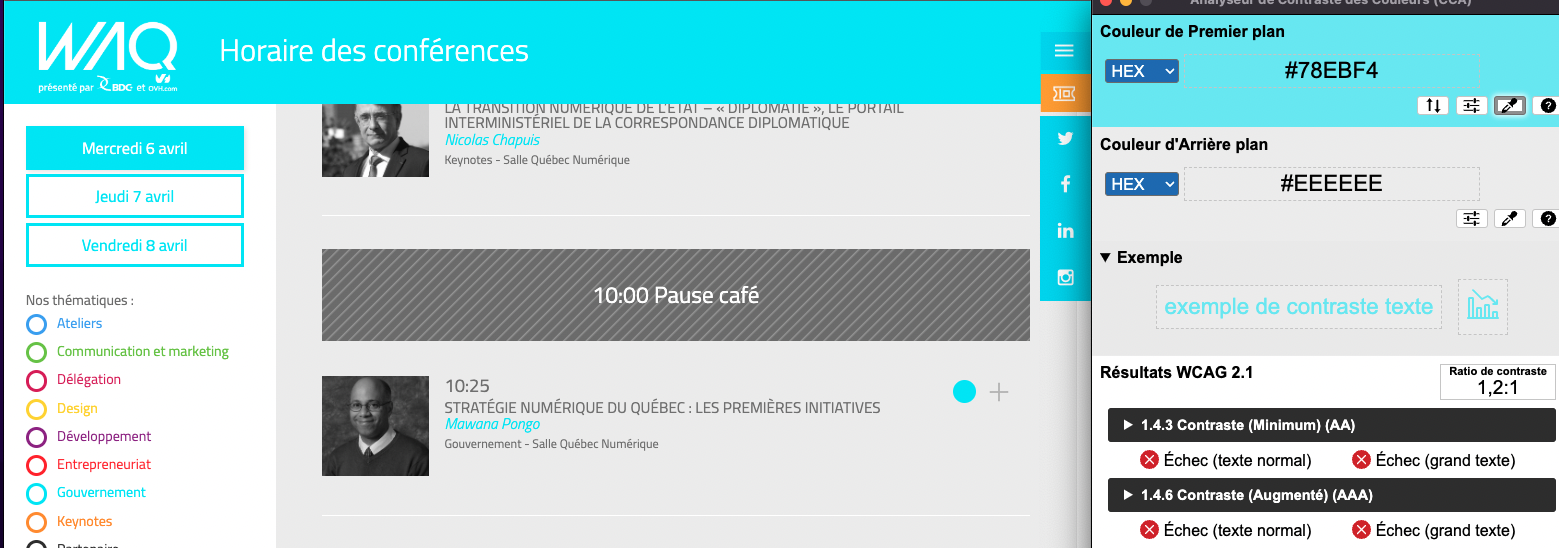 WAQ
présenté par BDG et OVH.com
Horaire des conférences
Mercredi 6 avril
Jeudi 7 avril
Vendredi 8 avril
Nos thématiques :
Ateliers
Communication et marketing
Délégation
Design
Développement
Entrepreneuriat
Gouvernement
Keynotes
Partenaire
LA TRANSITION NUMÉRIQUE DE L'ÉTAT – « DIPLOMATIE », LE PORTAIL
INTERMINISTÉRIEL DE LA CORRESPONDANCE DIPLOMATIQUE
Nicolas Chapuis
Keynotes - Salle Québec Numérique
10:00 Pause café
10:25
STRATÉGIE NUMÉRIQUE DU QUÉBEC : LES PREMIÈRES INITIATIVES
Mawana Pongo
Gouvernement - Salle Québec Numérique
Analyseur de Contraste des Couleurs (CCA)
Couleur de Premier plan
HEX
#78EBF4
Couleur d'Arrière plan
HEX
#EEEEEE
Exemple
exemple de contraste texte
Résultats WCAG 2.1
Ratio de contraste
1,2:1
1.4.3 Contraste (Minimum) (AA)
Échec (texte normal) Échec (grand texte)
1.4.6 Contraste (Augmenté) (AAA)
Échec (texte normal) Échec (grand texte)